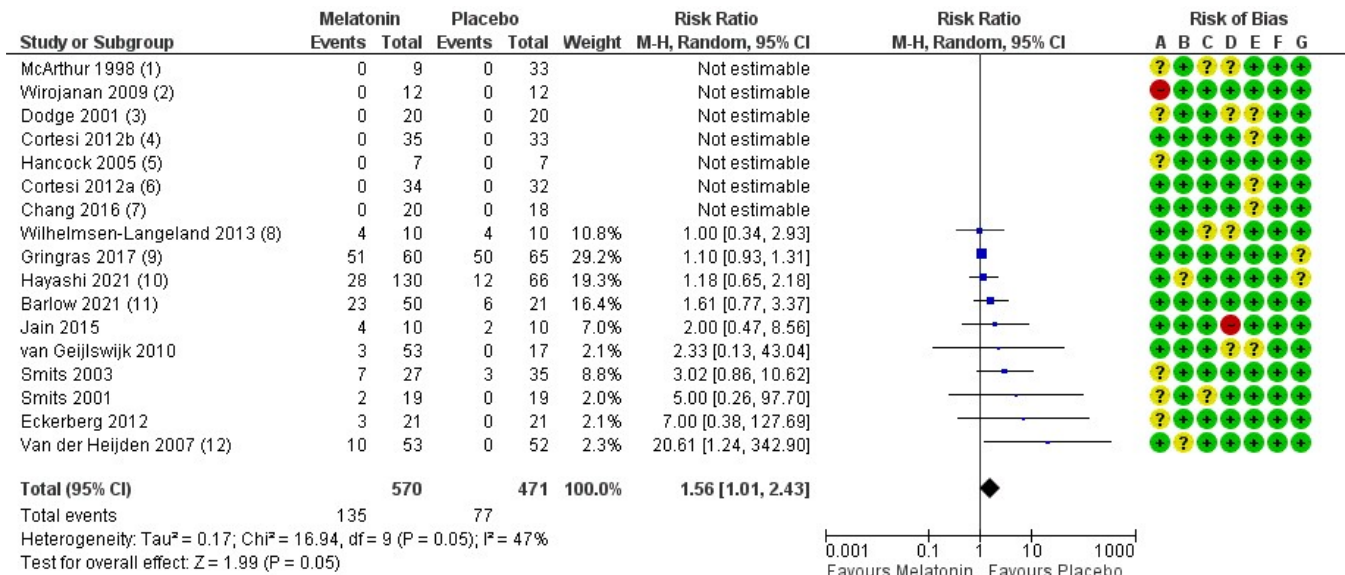 Melatonin Placebo Risk Ratio Risk Ratio Risk of Bias
Study or Subgroup Events Total Events Total Weight M-H, Random, 95% CI M-H, Random, 95% CI A B C D E F G
McArthur 1998 (1) 0 9 0 33 Not estimable ? + ? ? + + +
Wirojanan 2009 (2) 0 12 0 12 Not estimable - + + + + + +
Dodge 2001 (3) 0 20 0 20 Not estimable ? + + ? ? + +
Cortesi 2012b (4) 0 35 0 33 Not estimable + + + + ? + +
Hancock 2005 (5) 0 7 0 7 Not estimable ? + + + + + +
Cortesi 2012a (6) 0 34 0 32 Not estimable + + + + ? + +
Chang 2016 (7) 0 20 0 18 Not estimable + + + + ? + +
Wilhelmsen-Langeland 2013 (8) 4 10 4 10 10.8% 1.00 [0.34, 2.93] + + ? ? + + +
Gringras 2017 (9) 51 60 50 65 29.2% 1.10 [0.93, 1.31] + + + + + + ?
Hayashi 2021 (10) 28 130 12 66 19.3% 1.18 [0.65, 2.18] + ? + + + + ?
Barlow 2021 (11) 23 50 6 21 16.4% 1.61 [0.77, 3.37] + + + + + + +
Jain 2015 4 10 2 10 7.0% 2.00 [0.47, 8.56] + + + - + + +
van Geijlswijk 2010 3 53 0 17 2.1% 2.33 [0.13, 43.04] + + + ? ? + +
Smits 2003 7 27 3 35 8.8% 3.02 [0.86, 10.62] ? + + + + + +
Smits 2001 2 19 0 19 2.0% 5.00 [0.26, 97.70] ? + ? + + + +
Eckerberg 2012 3 21 0 21 2.1% 7.00 [0.38, 127.69] ? + + + + + +
Van der Heijden 2007 (12) 10 53 0 52 2.3% 20.61 [1.24, 342.90] + ? + + + + +
Total (95% CI) 570 471 100.0% 1.56 [1.01, 2.43]
Total events 135 77
Heterogeneity: Tau² = 0.17; Chi² = 16.94, df = 9 (P = 0.05); I² = 47%
Test for overall effect: Z = 1.99 (P = 0.05)
0.001 0.1 1 10 1000
Favours Melatonin Favours Placebo